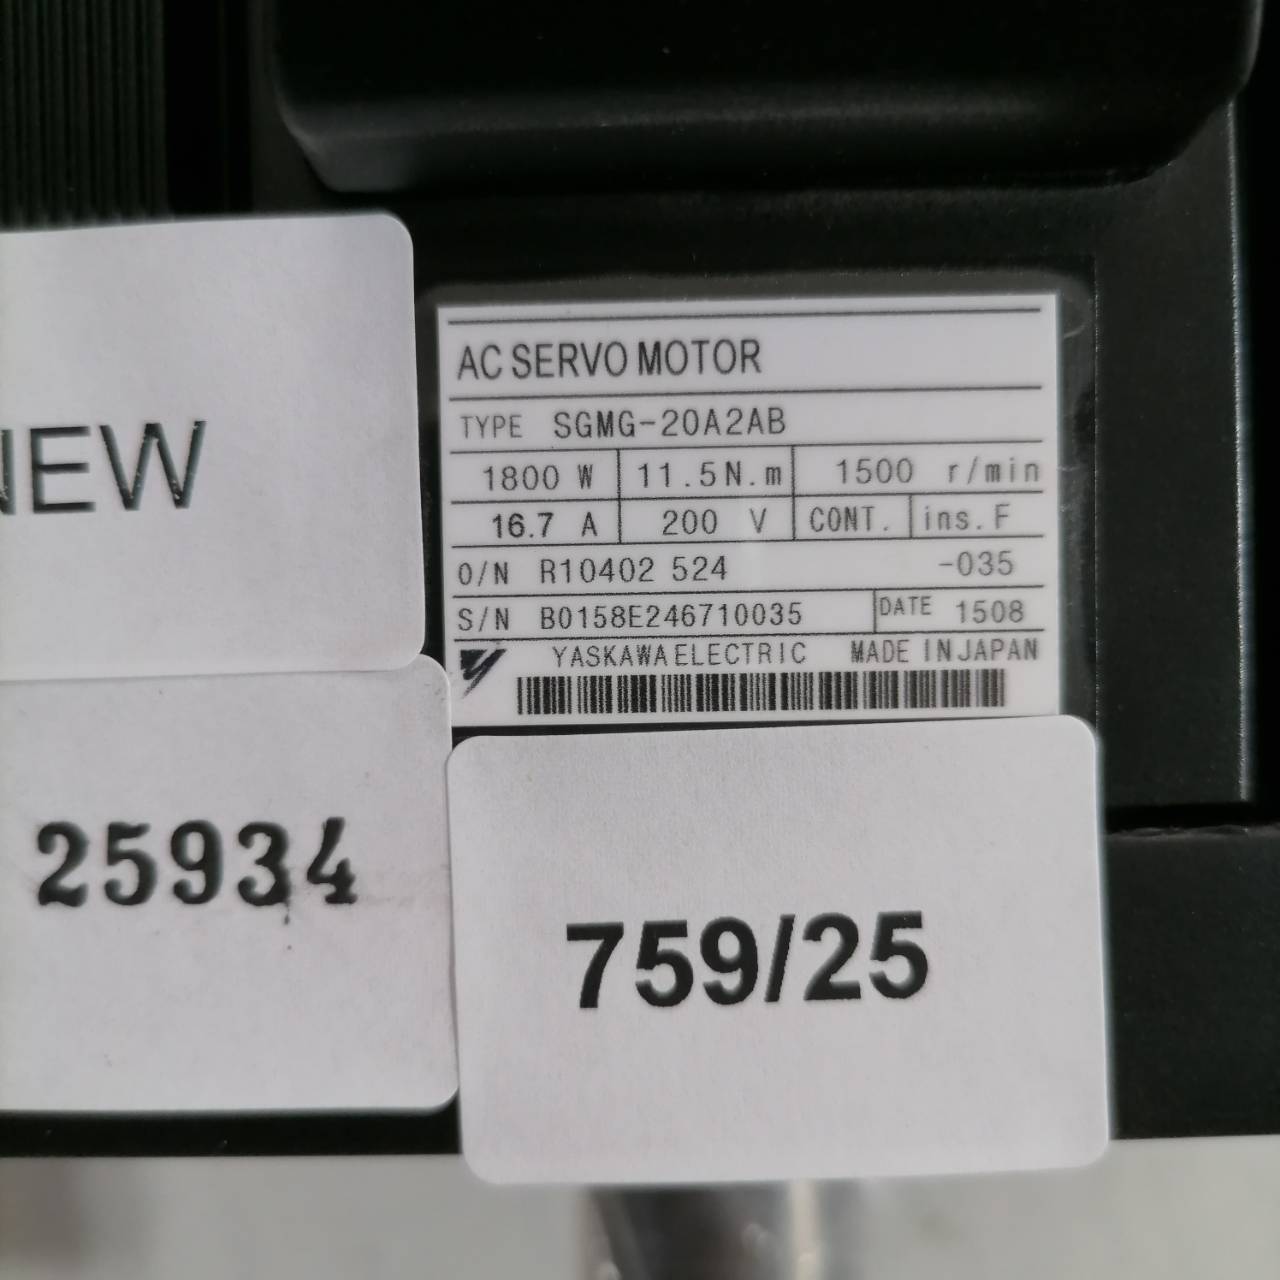 AC SERVO MOTOR
TYPE SGMG-20A2AB
1800 W 11.5N.m 1500 r/min
16.7 A 200 V CONT. ins.F
O/N R10402 524 -035
S/N B0158E246710035 DATE 1508
YASKAWA ELECTRIC MADE IN JAPAN
NEW
25934
759/25